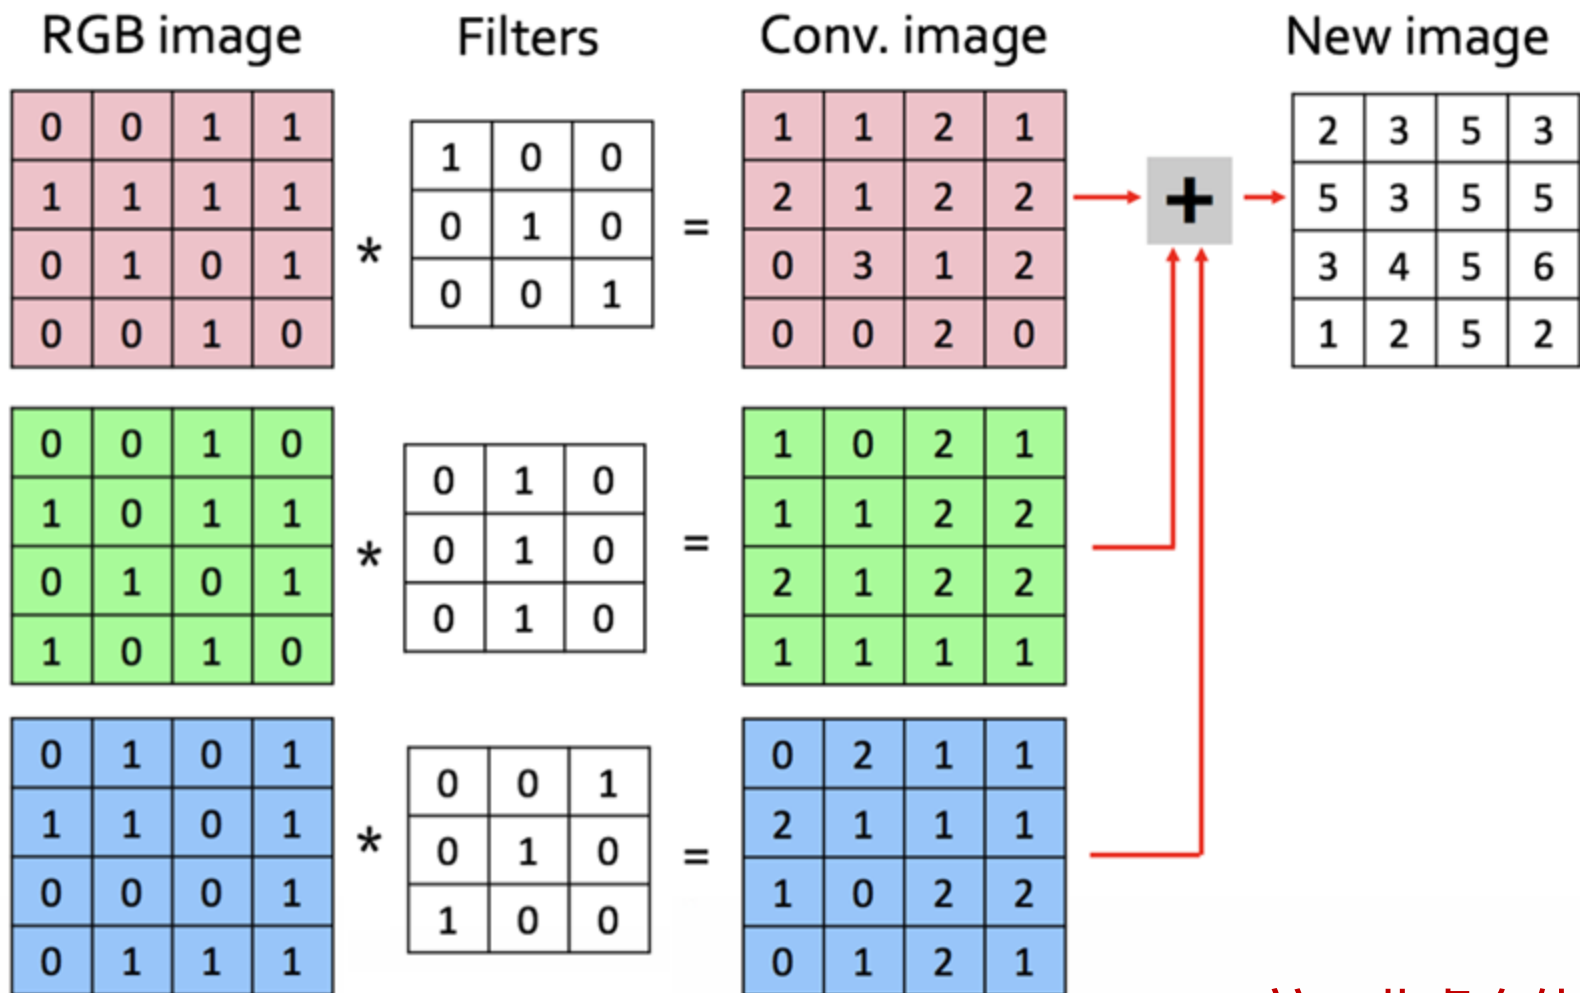 RGB image Filters Conv. image New image
0 0 1 1
1 1 1 1
0 1 0 1
0 0 1 0
*
1 0 0
0 1 0
0 0 1
=
1 1 2 1
2 1 2 2
0 3 1 2
0 0 2 0
+
2 3 5 3
5 3 5 5
3 4 5 6
1 2 5 2
0 0 1 0
1 0 1 1
0 1 0 1
1 0 1 0
*
0 1 0
0 1 0
0 1 0
=
1 0 2 1
1 1 2 2
2 1 2 2
1 1 1 1
0 1 0 1
1 1 0 1
0 0 0 1
0 1 1 1
*
0 0 1
0 1 0
1 0 0
=
0 2 1 1
2 1 1 1
1 0 2 2
0 1 2 1